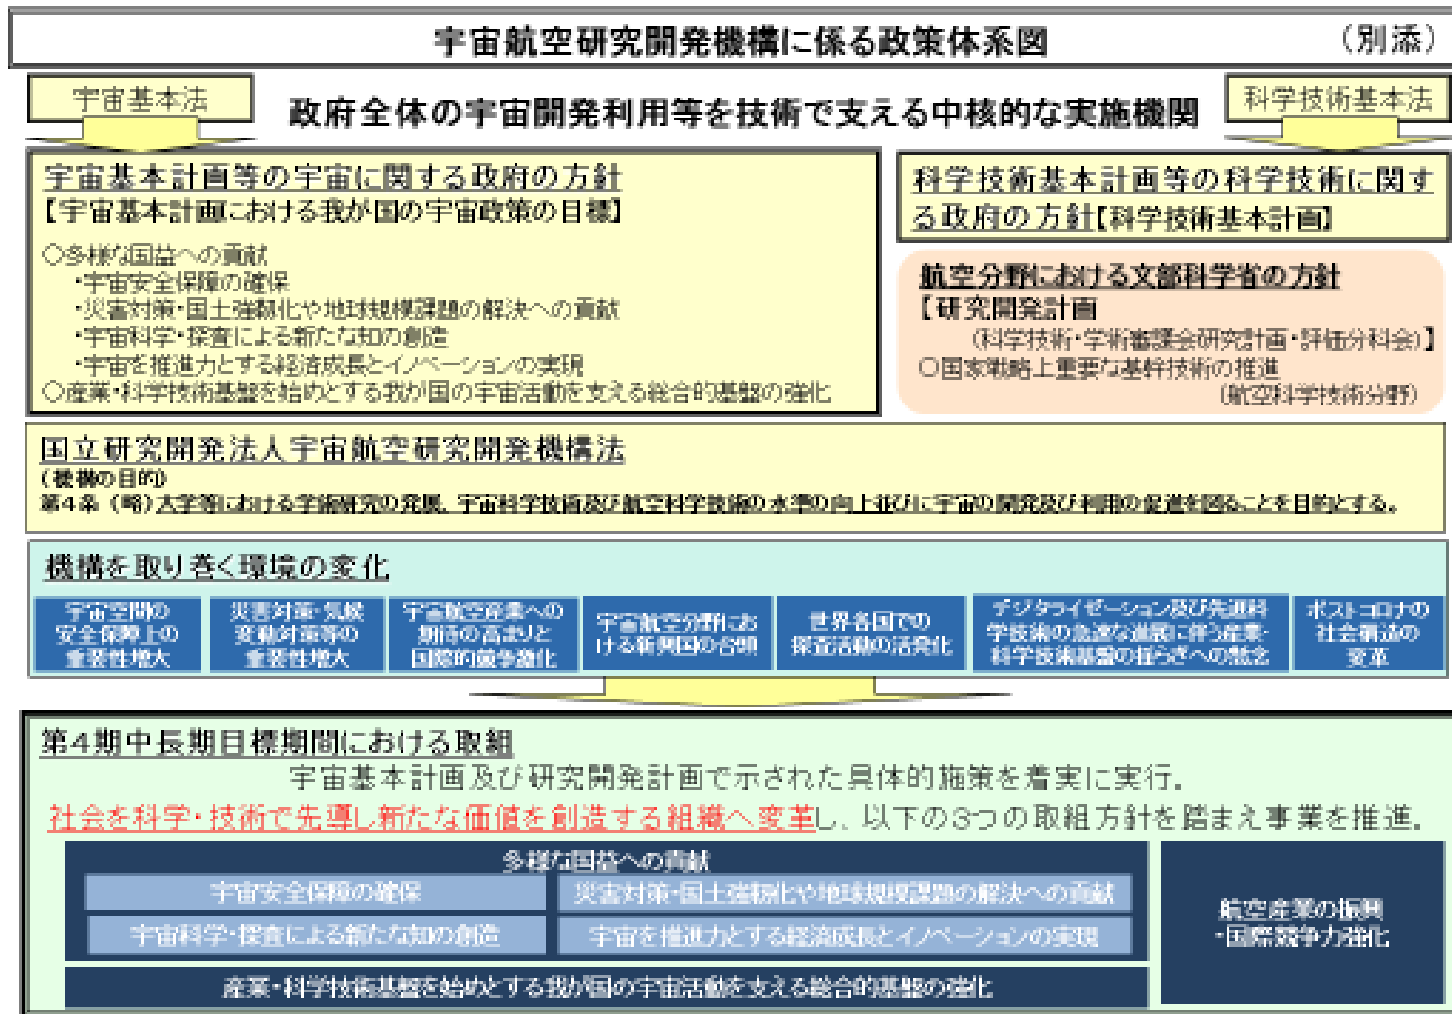 宇宙航空研究開発機構に係る政策体系図
（別添）
宇宙基本法
政府全体の宇宙開発利用等を技術で支える中核的な実施機関
科学技術基本法
宇宙基本計画等の宇宙に関する政府の方針
【宇宙基本計画における我が国の宇宙政策の目標】
○多様な国益への貢献
・宇宙安全保障の確保
・災害対策・国土強靱化や地球規模課題の解決への貢献
・宇宙科学・探査による新たな知の創造
・宇宙を推進力とする経済成長とイノベーションの実現
○産業・科学技術基盤を始めとする我が国の宇宙活動を支える総合的基盤の強化
科学技術基本計画等の科学技術に関す
る政府の方針【科学技術基本計画】
航空分野における文部科学省の方針
【研究開発計画
（科学技術・学術審議会研究計画・評価分科会）】
○国家戦略上重要な基幹技術の推進
（航空科学技術分野）
国立研究開発法人宇宙航空研究開発機構法
（機構の目的）
第４条（略）大学等における学術研究の発展、宇宙科学技術及び航空科学技術の水準の向上並びに宇宙の開発及び利用の促進を図ることを目的とする。
機構を取り巻く環境の変化
宇宙空間の
安全保障上の
重要性増大
災害対策・気候
変動対策等の
重要性増大
宇宙航空産業への
期待の高まりと
国際的競争激化
宇宙航空分野にお
ける新興国の台頭
世界各国での
探査活動の活発化
デジタライゼーション及び先進科
学技術の急速な進展に伴う産業・
科学技術基盤の揺らぎへの懸念
ポストコロナの
社会構造の
変革
第４期中長期目標期間における取組
宇宙基本計画及び研究開発計画で示された具体的施策を着実に実行。
社会を科学・技術で先導し新たな価値を創造する組織へ変革し、以下の３つの取組方針を踏まえ事業を推進。
多様な国益への貢献
宇宙安全保障の確保
災害対策・国土強靱化や地球規模課題の解決への貢献
宇宙科学・探査による新たな知の創造
宇宙を推進力とする経済成長とイノベーションの実現
産業・科学技術基盤を始めとする我が国の宇宙活動を支える総合的基盤の強化
航空産業の振興
・国際競争力強化